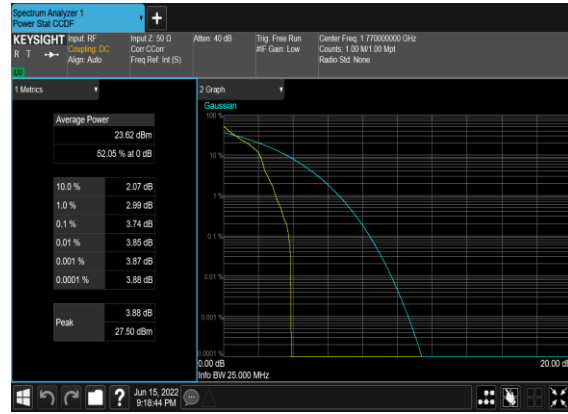 Spectrum Analyzer 1
Power Stat CCDF
+
KEYSIGHT
R T
LXI
Input: RF
Coupling: DC
Align: Auto
Input Z: 50 Ω
Corr CCorr
Freq Ref: Int (S)
Atten: 40 dB
Trig: Free Run
#IF Gain: Low
Center Freq: 1.770000000 GHz
Counts: 1.00 M/1.00 Mpt
Radio Std: None
1 Metrics
Average Power
23.62 dBm
52.05 % at 0 dB
10.0 % 2.07 dB
1.0 % 2.99 dB
0.1 % 3.74 dB
0.01 % 3.85 dB
0.001 % 3.87 dB
0.0001 % 3.88 dB
Peak
3.88 dB
27.50 dBm
2 Graph
Gaussian
100 %
10 %
1 %
0.1 %
0.01 %
0.001 %
0.0001 %
0.00 dB
20.00 dB
Info BW 25.000 MHz
?
Jun 15, 2022
9:18:44 PM